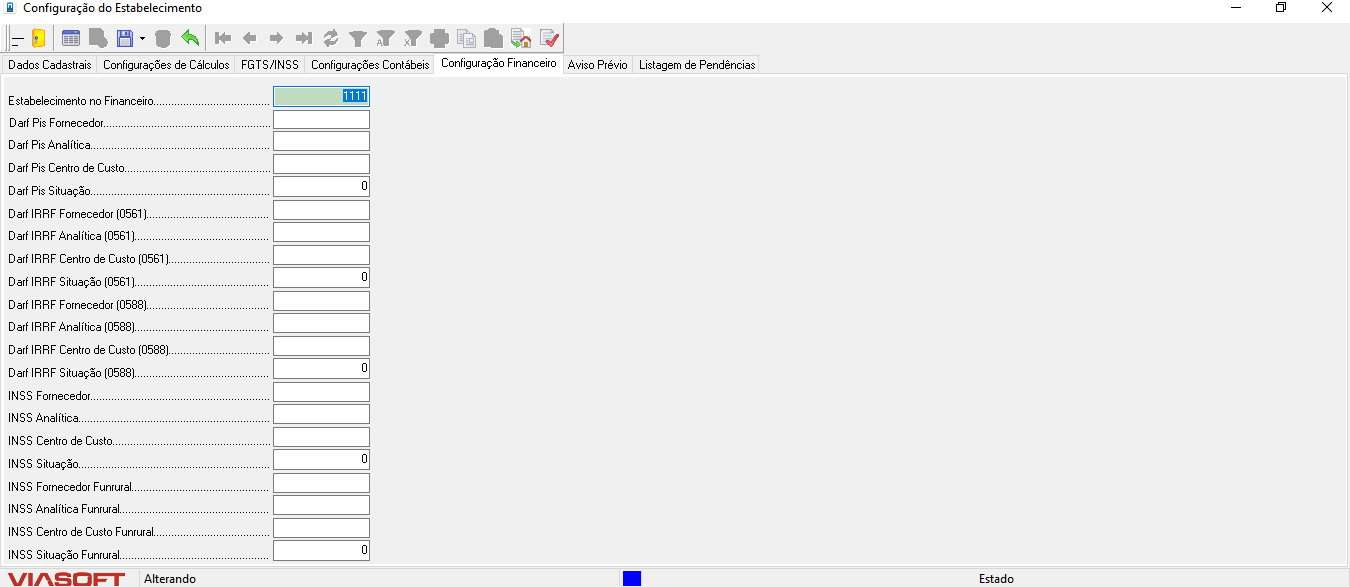 Configuração do Estabelecimento
Dados Cadastrais Configurações de Cálculos FGTS/INSS Configurações Contábeis Configuração Financeiro Aviso Prévio Listagem de Pendências
Estabelecimento no Financeiro....................................... 1111
Darf Pis Fornecedor........................................................
Darf Pis Analítica............................................................
Darf Pis Centro de Custo.................................................
Darf Pis Situação............................................................ 0
Darf IRRF Fornecedor (0561).........................................
Darf IRRF Analítica (0561).............................................
Darf IRRF Centro de Custo (0561)..................................
Darf IRRF Situação (0561)............................................. 0
Darf IRRF Fornecedor (0588).........................................
Darf IRRF Analítica (0588).............................................
Darf IRRF Centro de Custo (0588)..................................
Darf IRRF Situação (0588)............................................. 0
INSS Fornecedor............................................................
INSS Analítica................................................................
INSS Centro de Custo.....................................................
INSS Situação................................................................ 0
INSS Fornecedor Funrural..............................................
INSS Analítica Funrural..................................................
INSS Centro de Custo Funrural.......................................
INSS Situação Funrural.................................................. 0
VIASOFT Alterando Estado